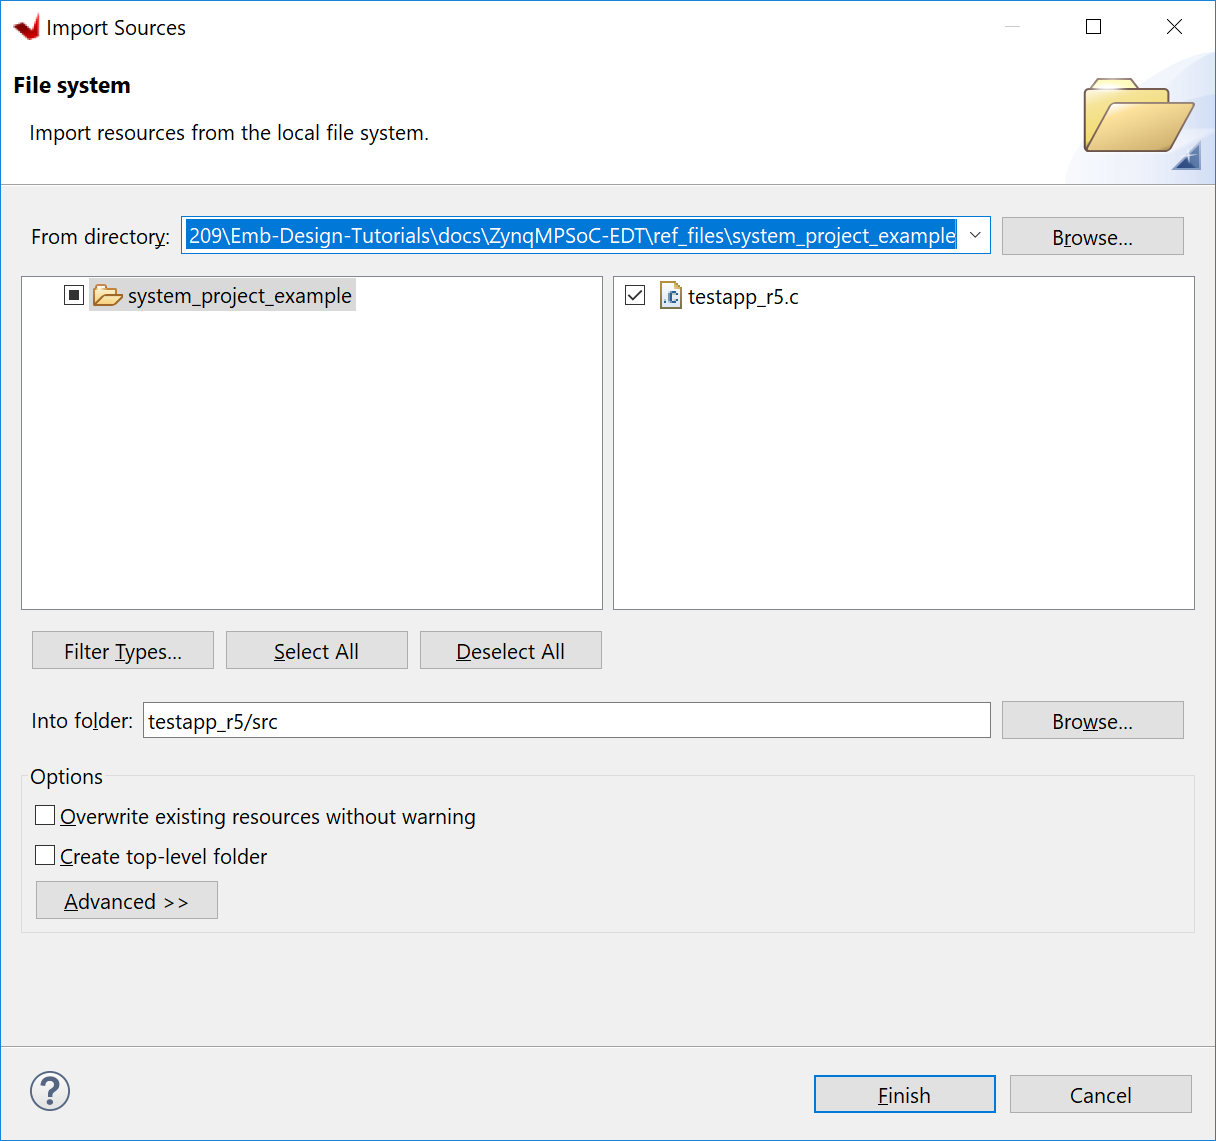 Import Sources
File system
Import resources from the local file system.
From directory: 209\Emb-Design-Tutorials\docs\ZynqMPSoC-EDT\ref_files\system_project_example Browse...
system_project_example
.c testapp_r5.c
Filter Types... Select All Deselect All
Into folder: testapp_r5/src Browse...
Options
Overwrite existing resources without warning
Create top-level folder
Advanced >>
? Finish Cancel